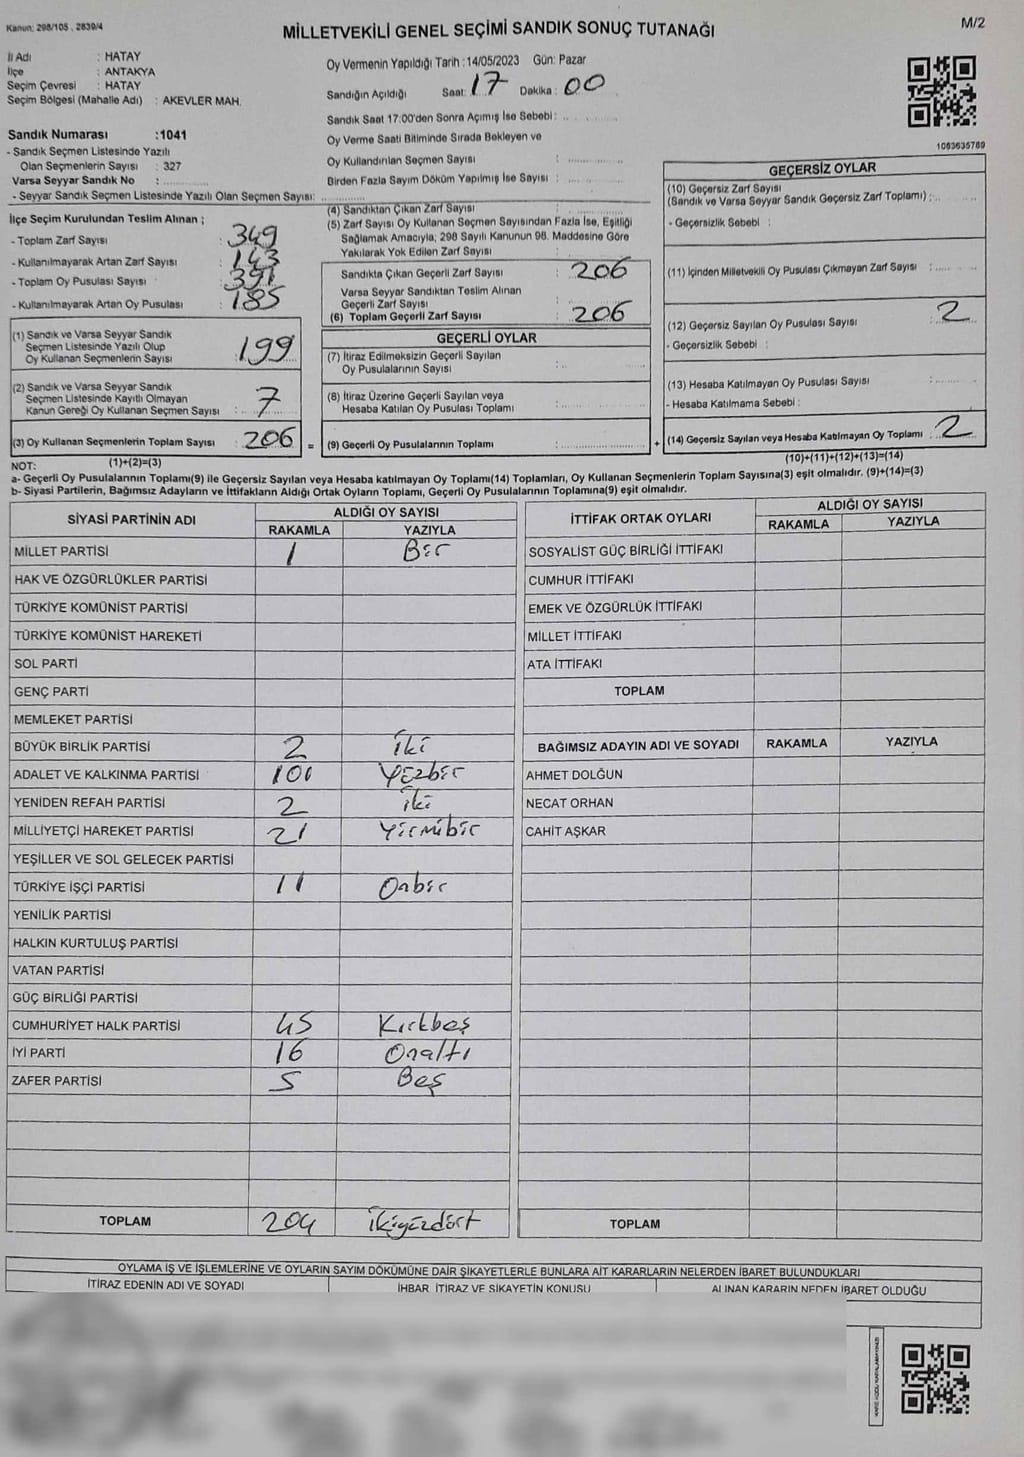 Kanun: 298/105 , 2839/4
MİLLETVEKİLİ GENEL SEÇİMİ SANDIK SONUÇ TUTANAĞI
M/2
İl Adı : HATAY
İlçe : ANTAKYA
Seçim Çevresi : HATAY
Seçim Bölgesi (Mahalle Adı) : AKEVLER MAH.
Oy Vermenin Yapıldığı Tarih :14/05/2023 Gün: Pazar
Sandığın Açıldığı Saat: 17 Dakika : 00
Sandık Saat 17:00'den Sonra Açımış İse Sebebi :
Oy Verme Saati Bitiminde Sırada Bekleyen ve
Oy Kullandırılan Seçmen Sayısı :
Birden Fazla Sayım Döküm Yapılmış İse Sayısı :
1083635789
Sandık Numarası :1041
- Sandık Seçmen Listesinde Yazılı
Olan Seçmenlerin Sayısı : 327
Varsa Seyyar Sandık No :
- Seyyar Sandık Seçmen Listesinde Yazılı Olan Seçmen Sayısı:
İlçe Seçim Kurulundan Teslim Alınan ;
- Toplam Zarf Sayısı : 349
- Kullanılmayarak Artan Zarf Sayısı : 143
- Toplam Oy Pusulası Sayısı : 391
- Kullanılmayarak Artan Oy Pusulası : 185
(1) Sandık ve Varsa Seyyar Sandık
Seçmen Listesinde Yazılı Olup
Oy Kullanan Seçmenlerin Sayısı : 199
(2) Sandık ve Varsa Seyyar Sandık
Seçmen Listesinde Kayıtlı Olmayan
Kanun Gereği Oy Kullanan Seçmen Sayısı : 7
(3) Oy Kullanan Seçmenlerin Toplam Sayısı : 206 =
(1)+(2)=(3)
(4) Sandıktan Çıkan Zarf Sayısı :
(5) Zarf Sayısı Oy Kullanan Seçmen Sayısından Fazla İse, Eşitliği
Sağlamak Amacıyla; 298 Sayılı Kanunun 98. Maddesine Göre
Yakılarak Yok Edilen Zarf Sayısı :
Sandıkta Çıkan Geçerli Zarf Sayısı : 206
Varsa Seyyar Sandıktan Teslim Alınan
Geçerli Zarf Sayısı :
(6) Toplam Geçerli Zarf Sayısı : 206
GEÇERLİ OYLAR
(7) İtiraz Edilmeksizin Geçerli Sayılan
Oy Pusulalarının Sayısı :
(8) İtiraz Üzerine Geçerli Sayılan veya
Hesaba Katılan Oy Pusulası Toplamı :
(9) Geçerli Oy Pusulalarının Toplamı : +
GEÇERSİZ OYLAR
(10) Geçersiz Zarf Sayısı
(Sandık ve Varsa Seyyar Sandık Geçersiz Zarf Toplamı) :
- Geçersizlik Sebebi :
(11) İçinden Milletvekili Oy Pusulası Çıkmayan Zarf Sayısı :
(12) Geçersiz Sayılan Oy Pusulası Sayısı : 2
- Geçersizlik Sebebi :
(13) Hesaba Katılmayan Oy Pusulası Sayısı :
- Hesaba Katılmama Sebebi :
(14) Geçersiz Sayılan veya Hesaba Katılmayan Oy Toplamı : 2
(10)+(11)+(12)+(13)=(14)
NOT:
a- Geçerli Oy Pusulalarının Toplamı(9) ile Geçersiz Sayılan veya Hesaba katılmayan Oy Toplamı(14) Toplamları, Oy Kullanan Seçmenlerin Toplam Sayısına(3) eşit olmalıdır. (9)+(14)=(3)
b- Siyasi Partilerin, Bağımsız Adayların ve İttifakların Aldığı Ortak Oyların Toplamı, Geçerli Oy Pusulalarının Toplamına(9) eşit olmalıdır.
SİYASİ PARTİNİN ADI ALDIĞI OY SAYISI
RAKAMLA YAZIYLA
MİLLET PARTİSİ 1 Bir
HAK VE ÖZGÜRLÜKLER PARTİSİ
TÜRKİYE KOMÜNİST PARTİSİ
TÜRKİYE KOMÜNİST HAREKETİ
SOL PARTİ
GENÇ PARTİ
MEMLEKET PARTİSİ
BÜYÜK BİRLİK PARTİSİ 2 İki
ADALET VE KALKINMA PARTİSİ 101 Yüzbir
YENİDEN REFAH PARTİSİ 2 İki
MİLLİYETÇİ HAREKET PARTİSİ 21 Yirmibir
YEŞİLLER VE SOL GELECEK PARTİSİ
TÜRKİYE İŞÇİ PARTİSİ 11 Onbir
YENİLİK PARTİSİ
HALKIN KURTULUŞ PARTİSİ
VATAN PARTİSİ
GÜÇ BİRLİĞİ PARTİSİ
CUMHURİYET HALK PARTİSİ 45 Kırkbeş
İYİ PARTİ 16 Onaltı
ZAFER PARTİSİ 5 Beş
TOPLAM 204 İkiyüzdört
İTTİFAK ORTAK OYLARI ALDIĞI OY SAYISI
RAKAMLA YAZIYLA
SOSYALİST GÜÇ BİRLİĞİ İTTİFAKI
CUMHUR İTTİFAKI
EMEK VE ÖZGÜRLÜK İTTİFAKI
MİLLET İTTİFAKI
ATA İTTİFAKI
TOPLAM
BAĞIMSIZ ADAYIN ADI VE SOYADI RAKAMLA YAZIYLA
AHMET DOLĞUN
NECAT ORHAN
CAHİT AŞKAR
TOPLAM
OYLAMA İŞ VE İŞLEMLERİNE VE OYLARIN SAYIM DÖKÜMÜNE DAİR ŞİKAYETLERLE BUNLARA AİT KARARLARIN NELERDEN İBARET BULUNDUKLARI
İTİRAZ EDENİN ADI VE SOYADI İHBAR, İTİRAZ VE ŞİKAYETİN KONUSU ALINAN KARARIN NEDEN İBARET OLDUĞU